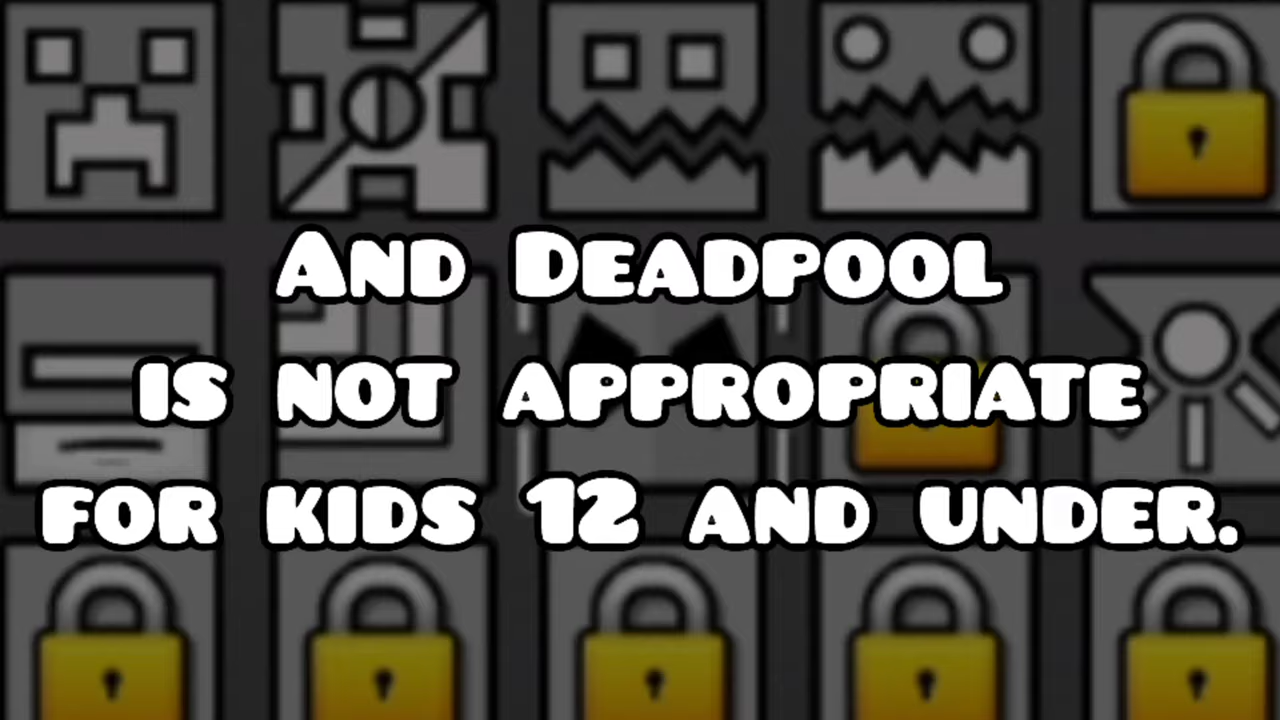 And Deadpool
is not appropriate
for kids 12 and under.